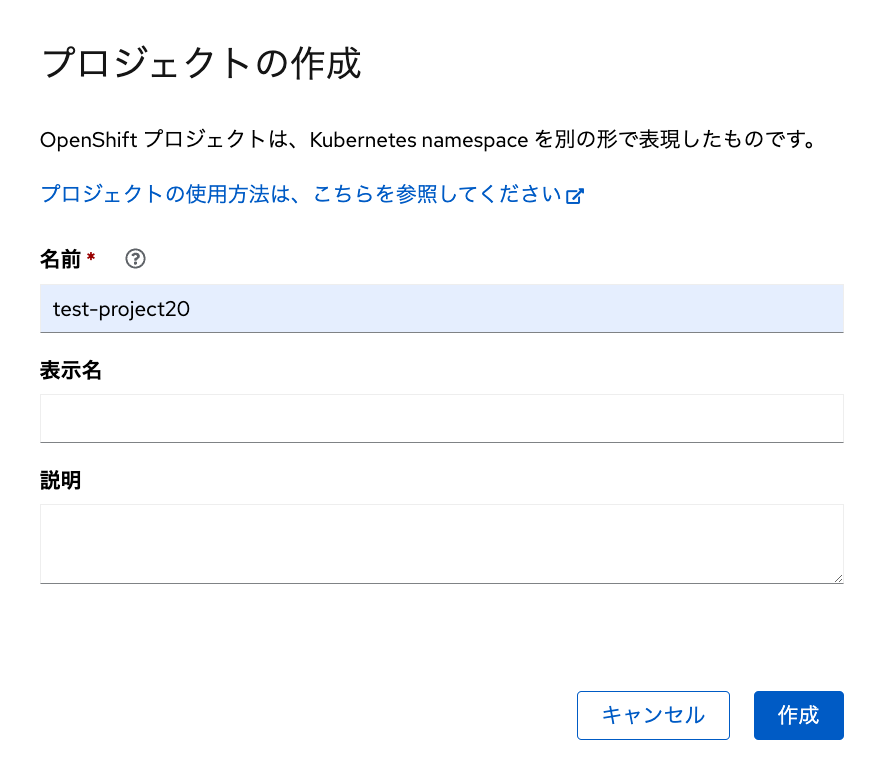 プロジェクトの作成
OpenShift プロジェクトは、Kubernetes namespace を別の形で表現したものです。
プロジェクトの使用方法は、こちらを参照してください
名前 *
test-project20
表示名
説明
キャンセル
作成